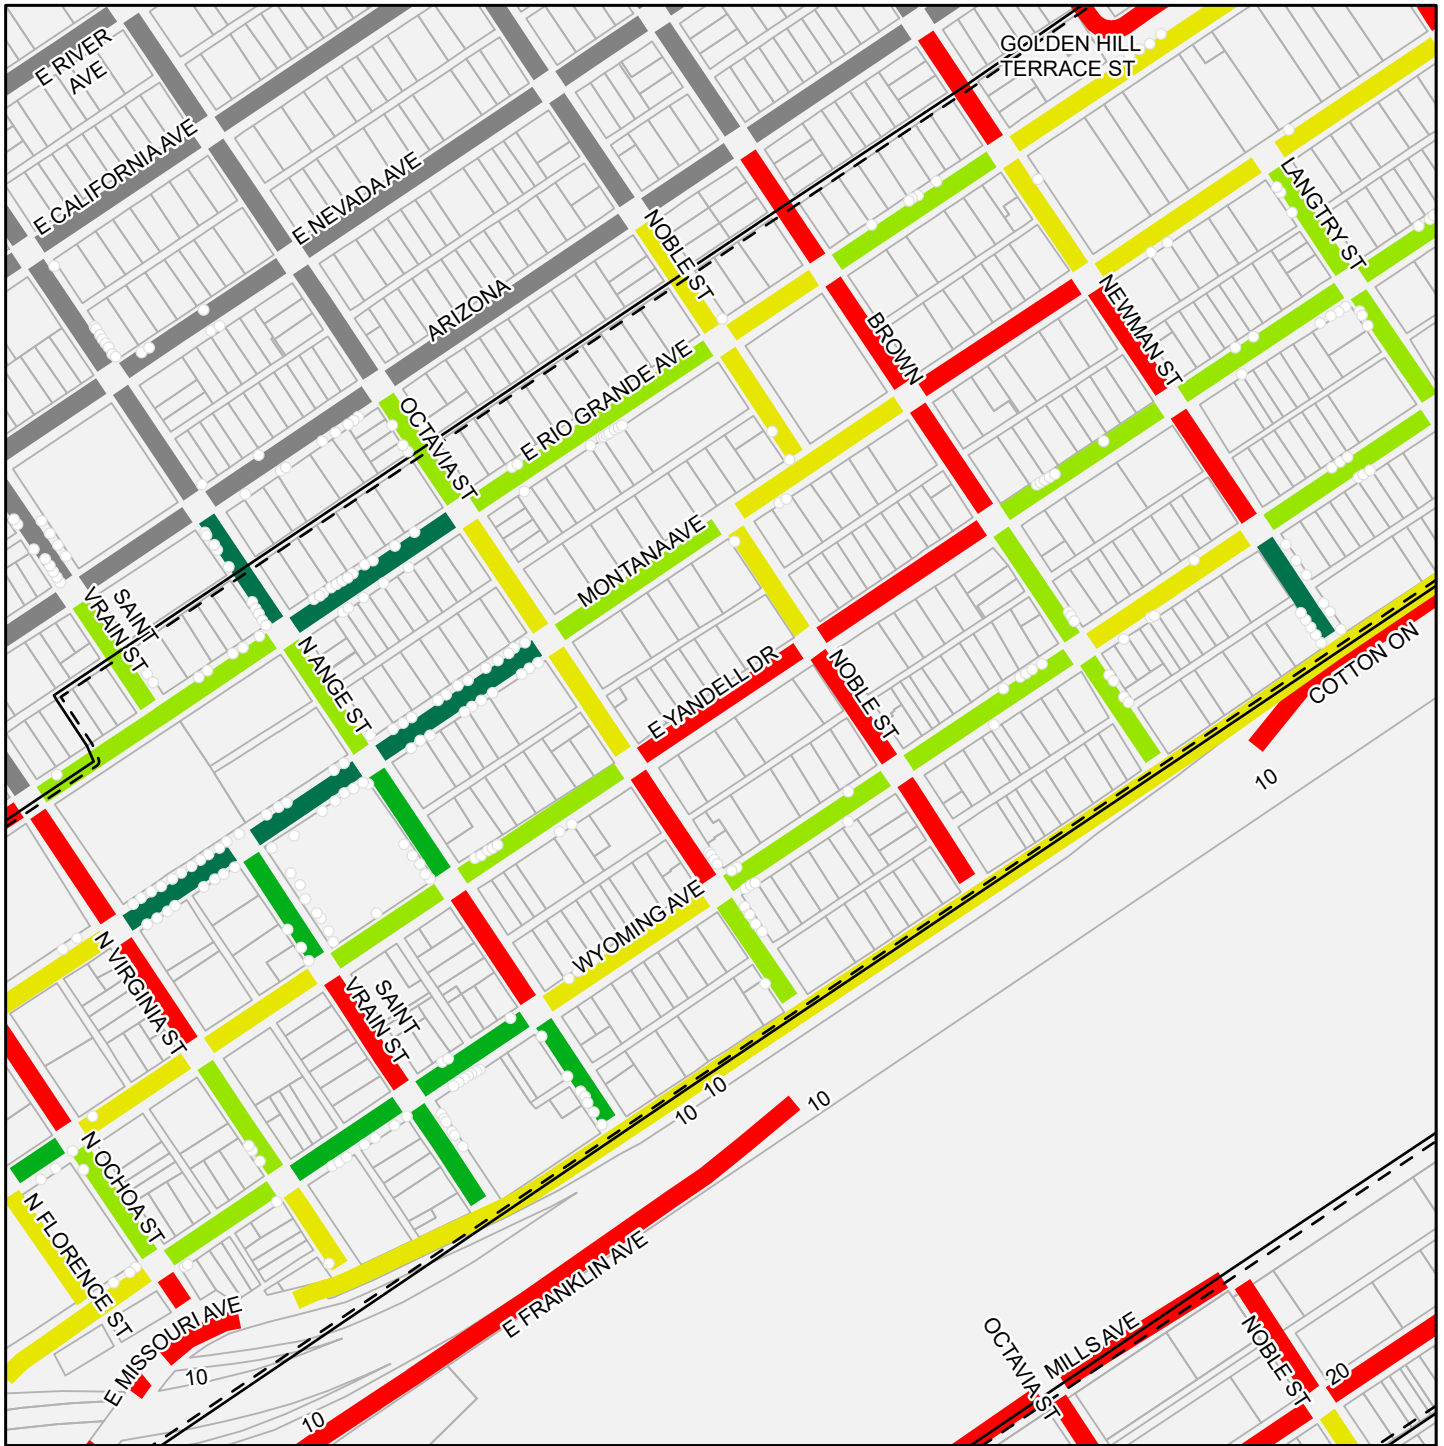 E RIVER
AVE
GOLDEN HILL
TERRACE ST
E CALIFORNIA AVE
E NEVADA AVE
LANGTRY ST
NOBLE ST
ARIZONA
NEWMAN ST
BROWN
E RIO GRANDE AVE
OCTAVIA ST
MONTANA AVE
SAINT
VRAIN ST
N ANGE ST
E YANDELL DR
NOBLE ST
COTTON ON
10
WYOMING AVE
N VIRGINIA ST
SAINT
VRAIN ST
10
10
10
N OCHOA ST
N FLORENCE ST
E FRANKLIN AVE
E MISSOURI AVE
10
10
OCTAVIA ST
MILLS AVE
NOBLE ST
20